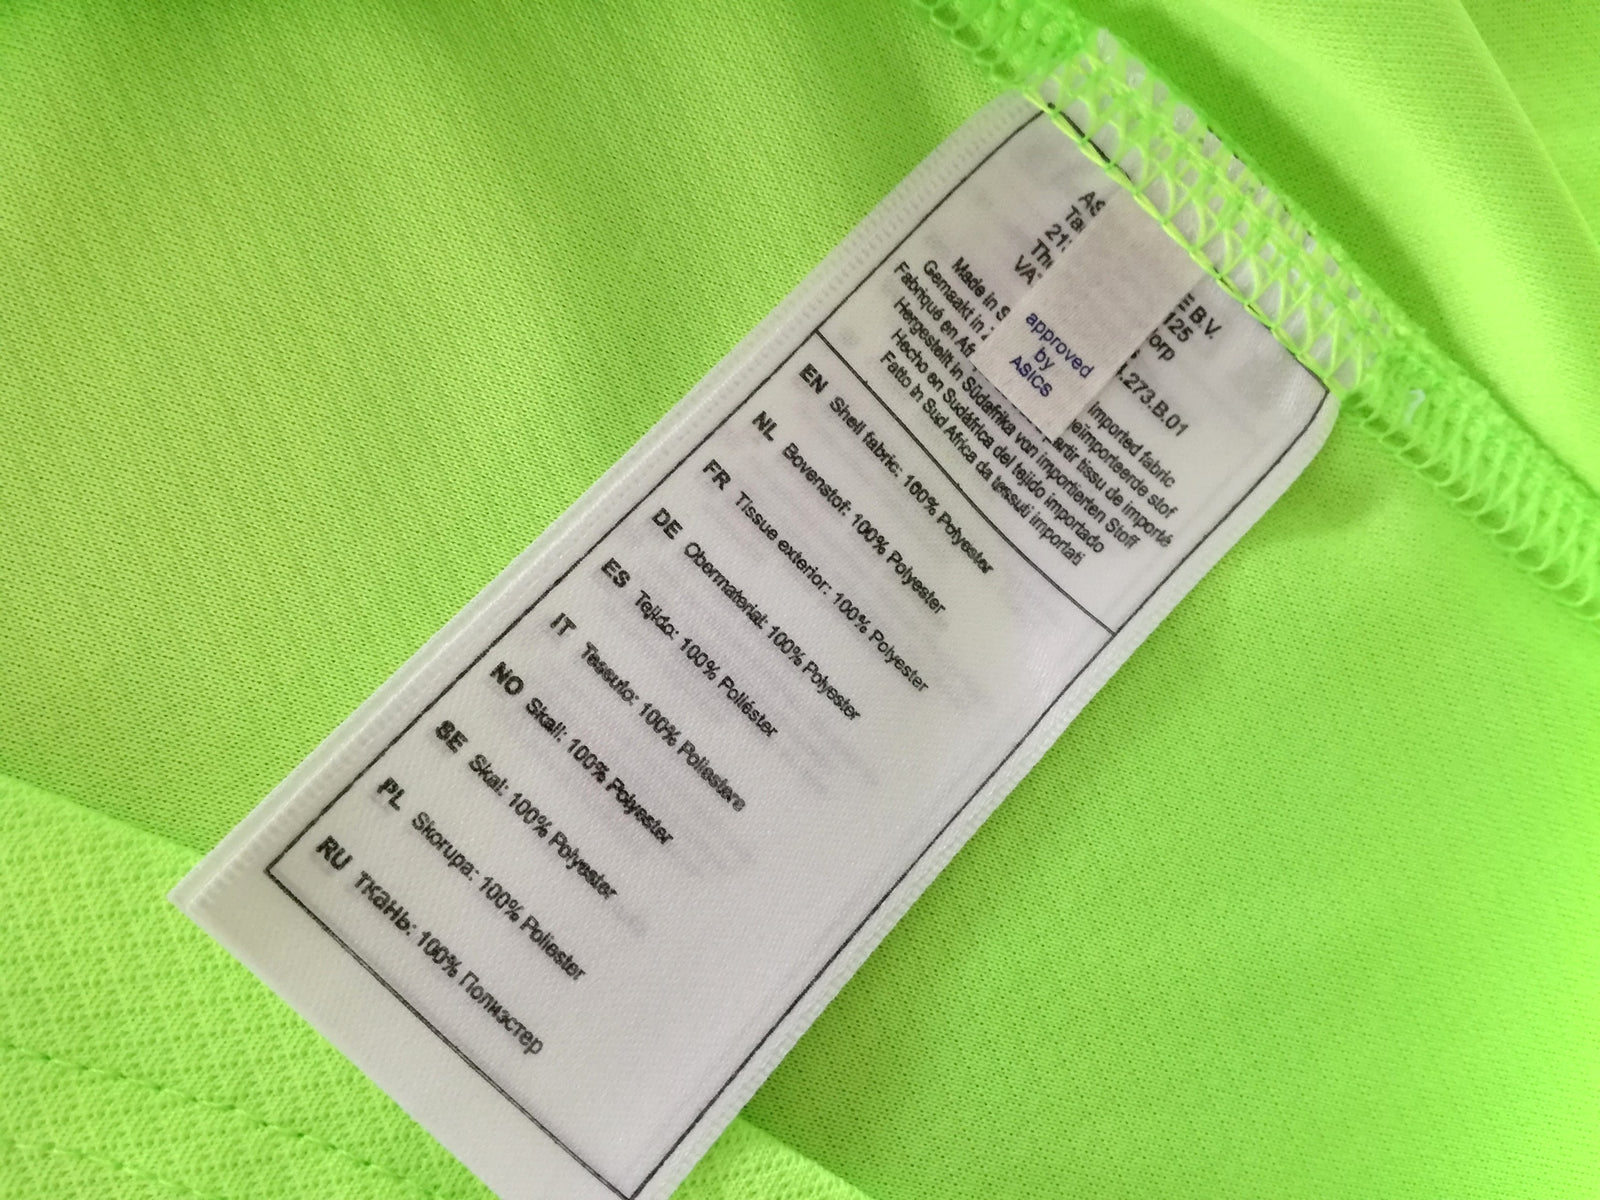 E B.V.
125
VA
.273.B.01
approved
by
Asics
Made in S imported fabric
Gemaakt in geïmporteerde stof
Fabriqué en Afr artir tissu de importé
Hergestellt in Südafrika von importierten Stoff
Hecho en Sudáfrica del tejido importado
Fatto in Sud Africa da tessuti importati
EN Shell fabric: 100% Polyester
NL Bovenstof: 100% Polyester
FR Tissue exterior: 100% Polyester
DE Obermaterial: 100% Polyester
ES Tejido: 100% Poliéster
IT Tessuto: 100% Poliestere
NO Skall: 100% Polyester
SE Skal: 100% Polyester
PL Skorupa: 100% Poliester
RU Ткань: 100% Полиэстер